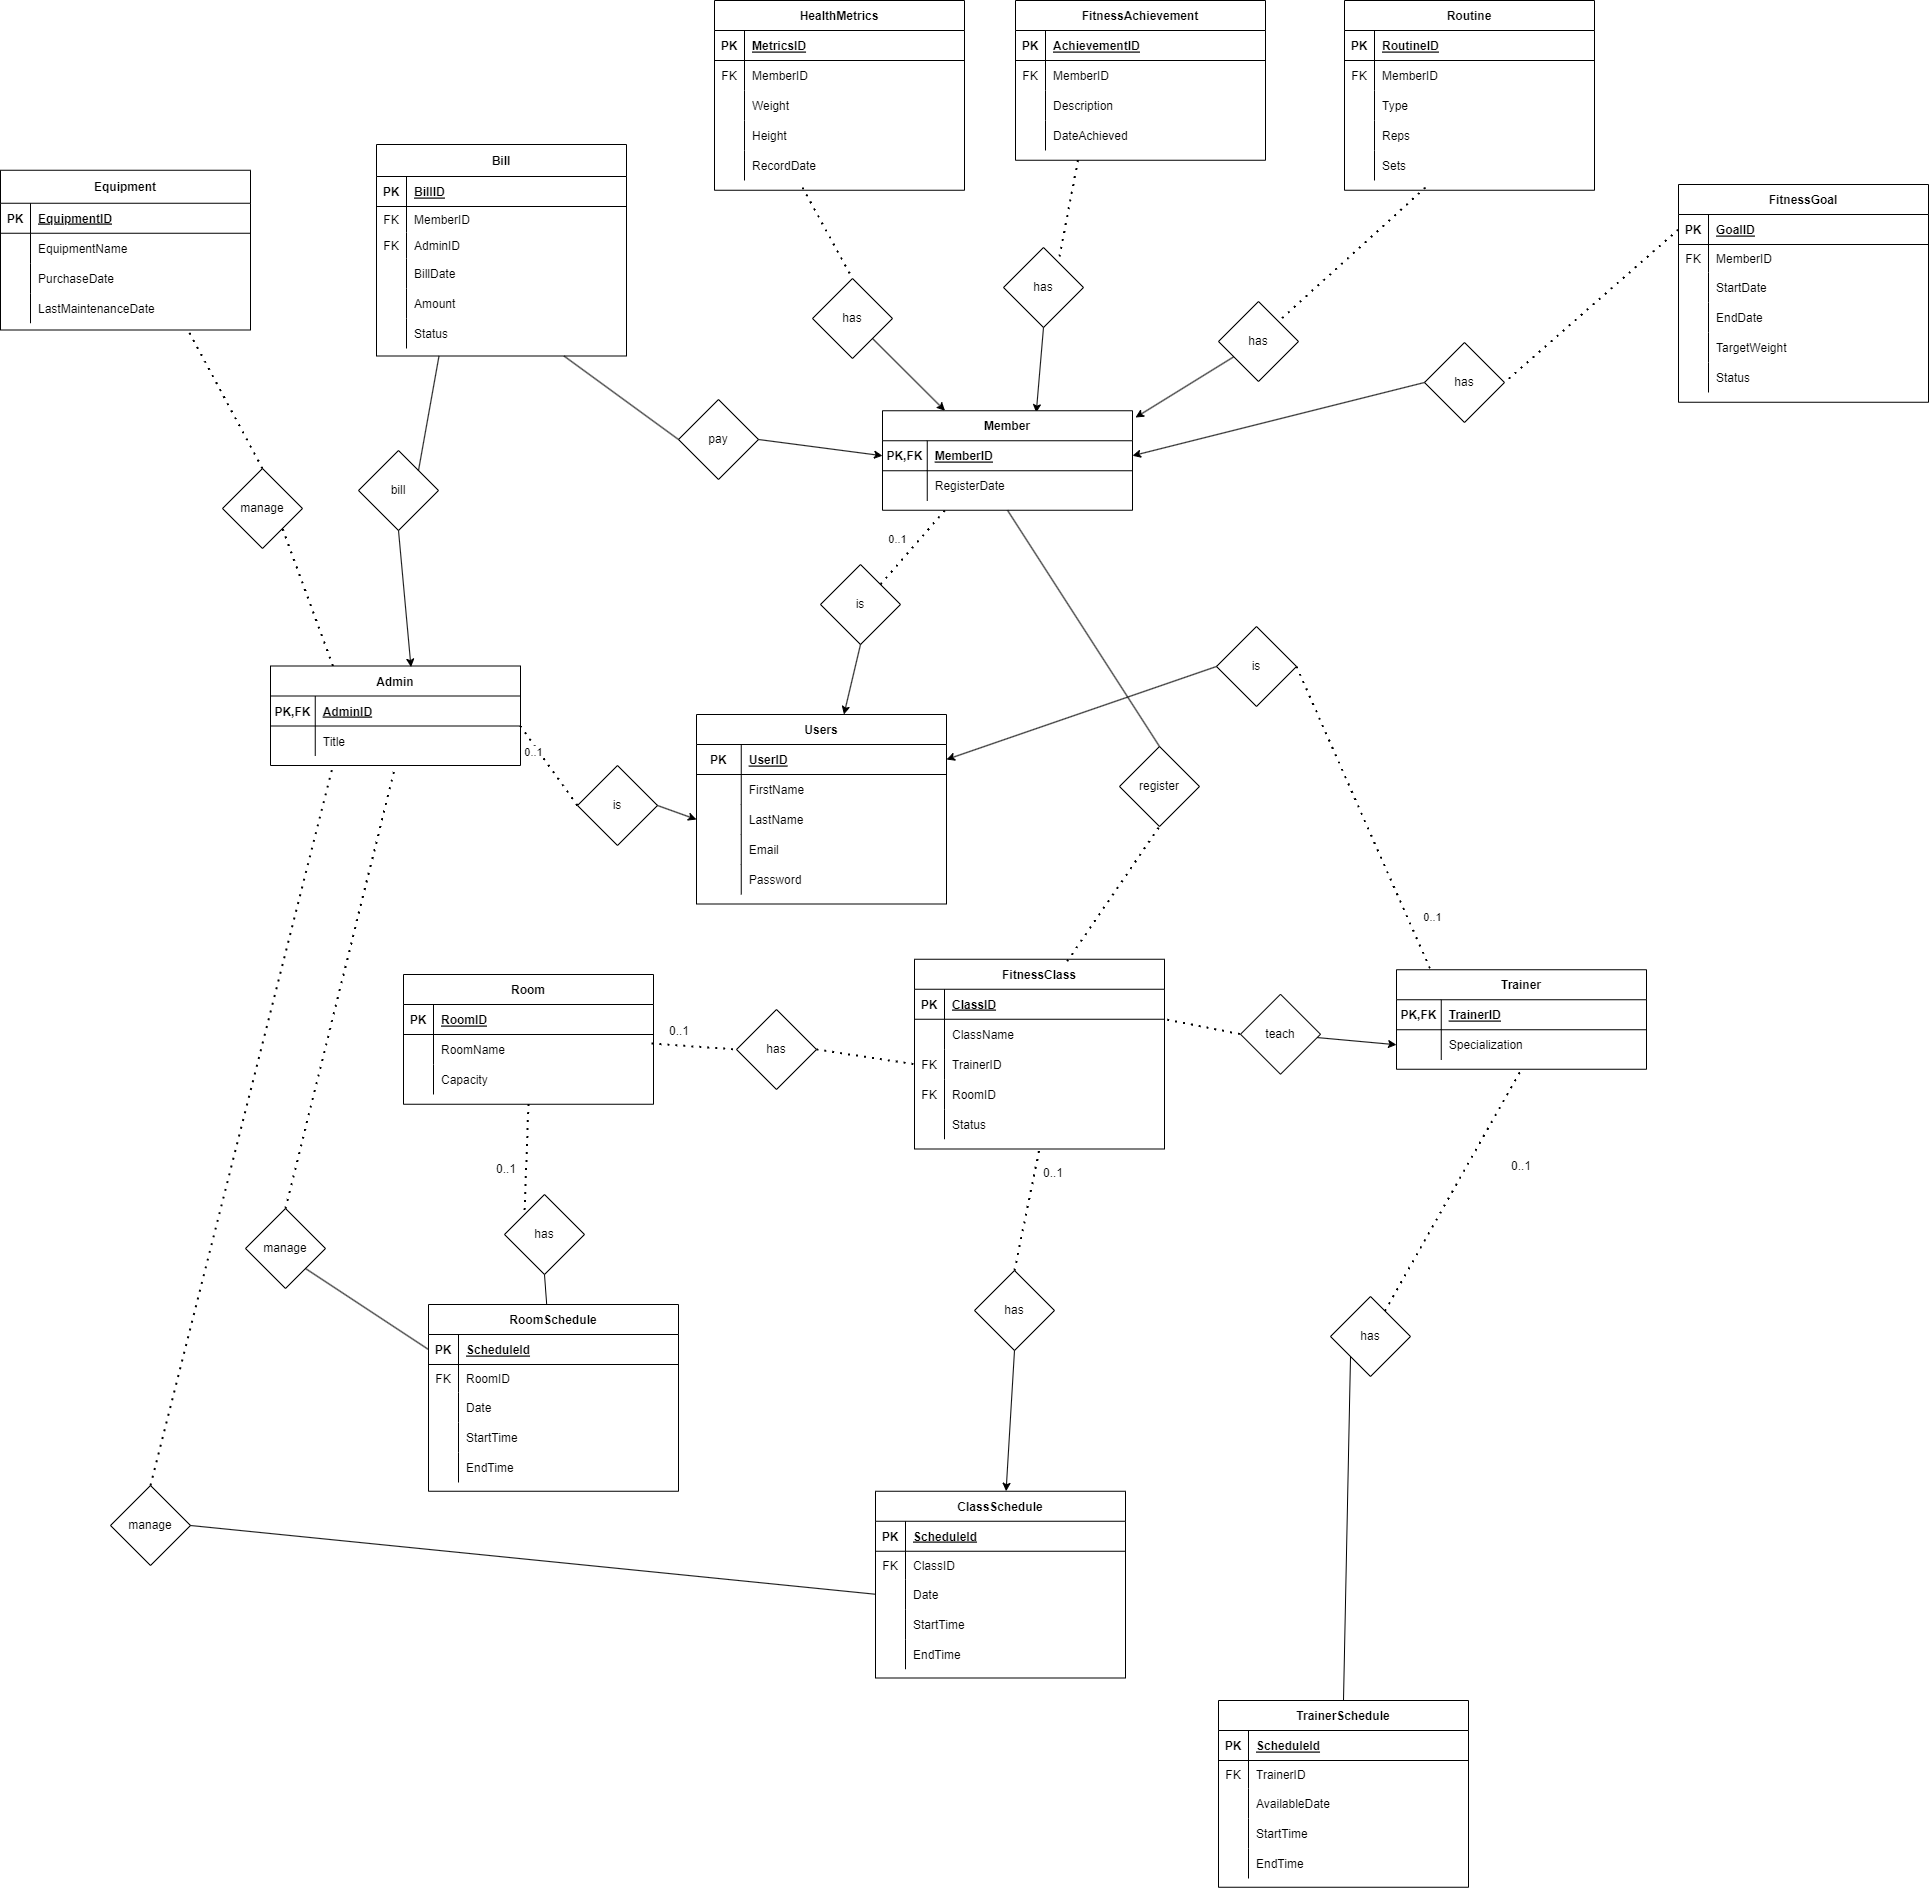 HealthMetrics
PK MetricsID
FK MemberID
Weight
Height
RecordDate
FitnessAchievement
PK AchievementID
FK MemberID
Description
DateAchieved
Routine
PK RoutineID
FK MemberID
Type
Reps
Sets
Equipment
PK EquipmentID
EquipmentName
PurchaseDate
LastMaintenanceDate
Bill
PK BillID
FK MemberID
FK AdminID
BillDate
Amount
Status
FitnessGoal
PK GoalID
FK MemberID
StartDate
EndDate
TargetWeight
Status
has
has
has
has
pay
bill
manage
Member
PK,FK MemberID
RegisterDate
0..1
is
is
Admin
PK,FK AdminID
Title
0..1
is
Users
PK UserID
FirstName
LastName
Email
Password
register
0..1
Room
PK RoomID
RoomName
Capacity
0..1
has
FitnessClass
PK ClassID
ClassName
FK TrainerID
FK RoomID
Status
teach
Trainer
PK,FK TrainerID
Specialization
0..1
0..1
0..1
manage
has
has
has
RoomSchedule
PK ScheduleId
FK RoomID
Date
StartTime
EndTime
manage
ClassSchedule
PK ScheduleId
FK ClassID
Date
StartTime
EndTime
TrainerSchedule
PK ScheduleId
FK TrainerID
AvailableDate
StartTime
EndTime